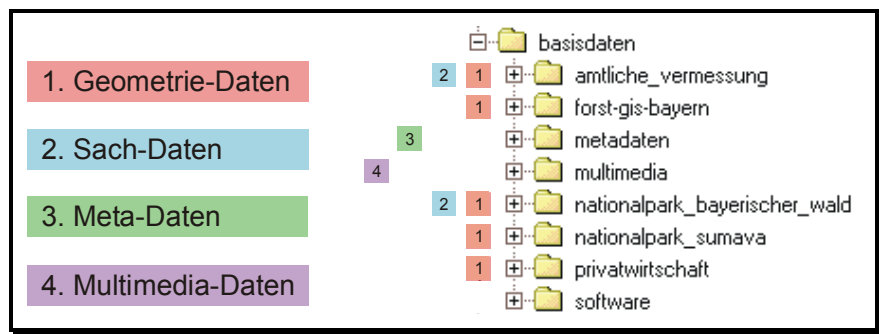 1. Geometrie-Daten
2. Sach-Daten
3. Meta-Daten
4. Multimedia-Daten
basisdaten
2 1 amtliche_vermessung
1 forst-gis-bayern
3 metadaten
4 multimedia
2 1 nationalpark_bayerischer_wald
1 nationalpark_sumava
1 privatwirtschaft
software